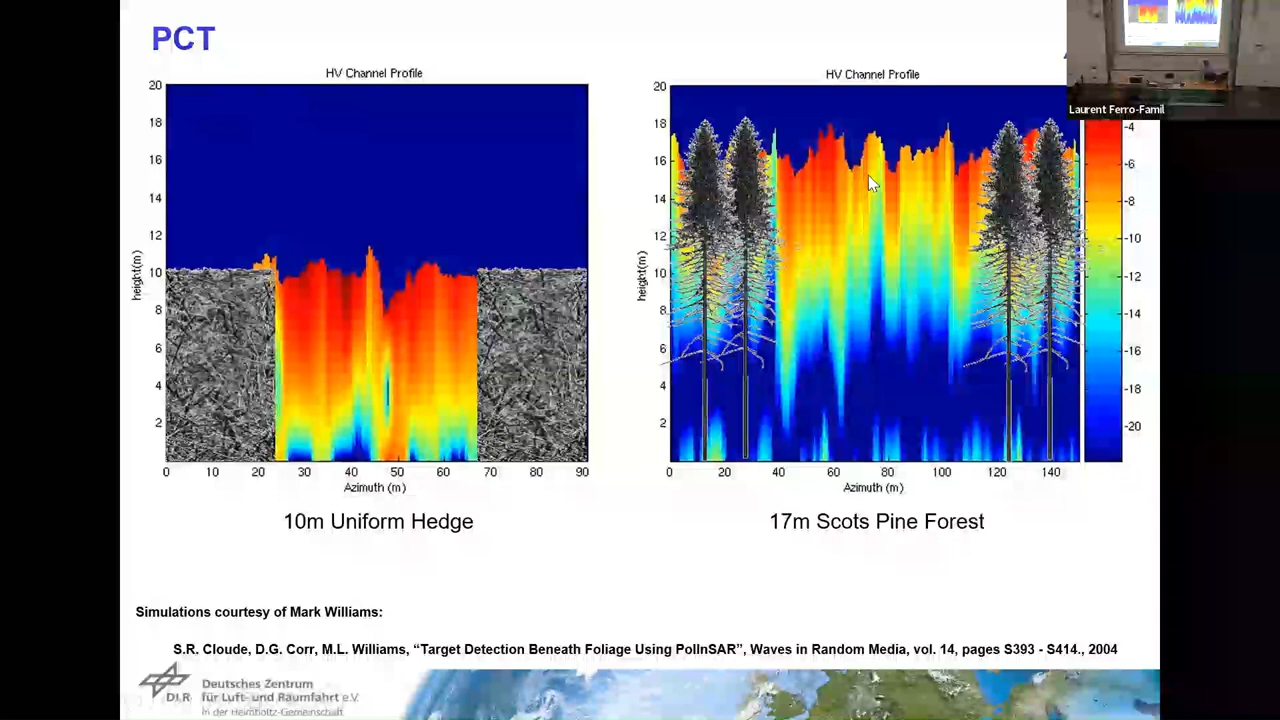 PCT
HV Channel Profile
20
18
16
14
12
10
8
6
4
2
height(m)
0 10 20 30 40 50 60 70 80 90
Azimuth (m)
10m Uniform Hedge
HV Channel Profile
20
18
16
14
12
10
8
6
4
2
height(m)
0 20 40 60 80 100 120 140
Azimuth (m)
17m Scots Pine Forest
-4
-6
-8
-10
-12
-14
-16
-18
-20
Laurent Ferro-Famil
Simulations courtesy of Mark Williams:
S.R. Cloude, D.G. Corr, M.L. Williams, “Target Detection Beneath Foliage Using PolInSAR”, Waves in Random Media, vol. 14, pages S393 - S414., 2004
DLR
Deutsches Zentrum
für Luft- und Raumfahrt e.V.
in der Helmholtz-Gemeinschaft